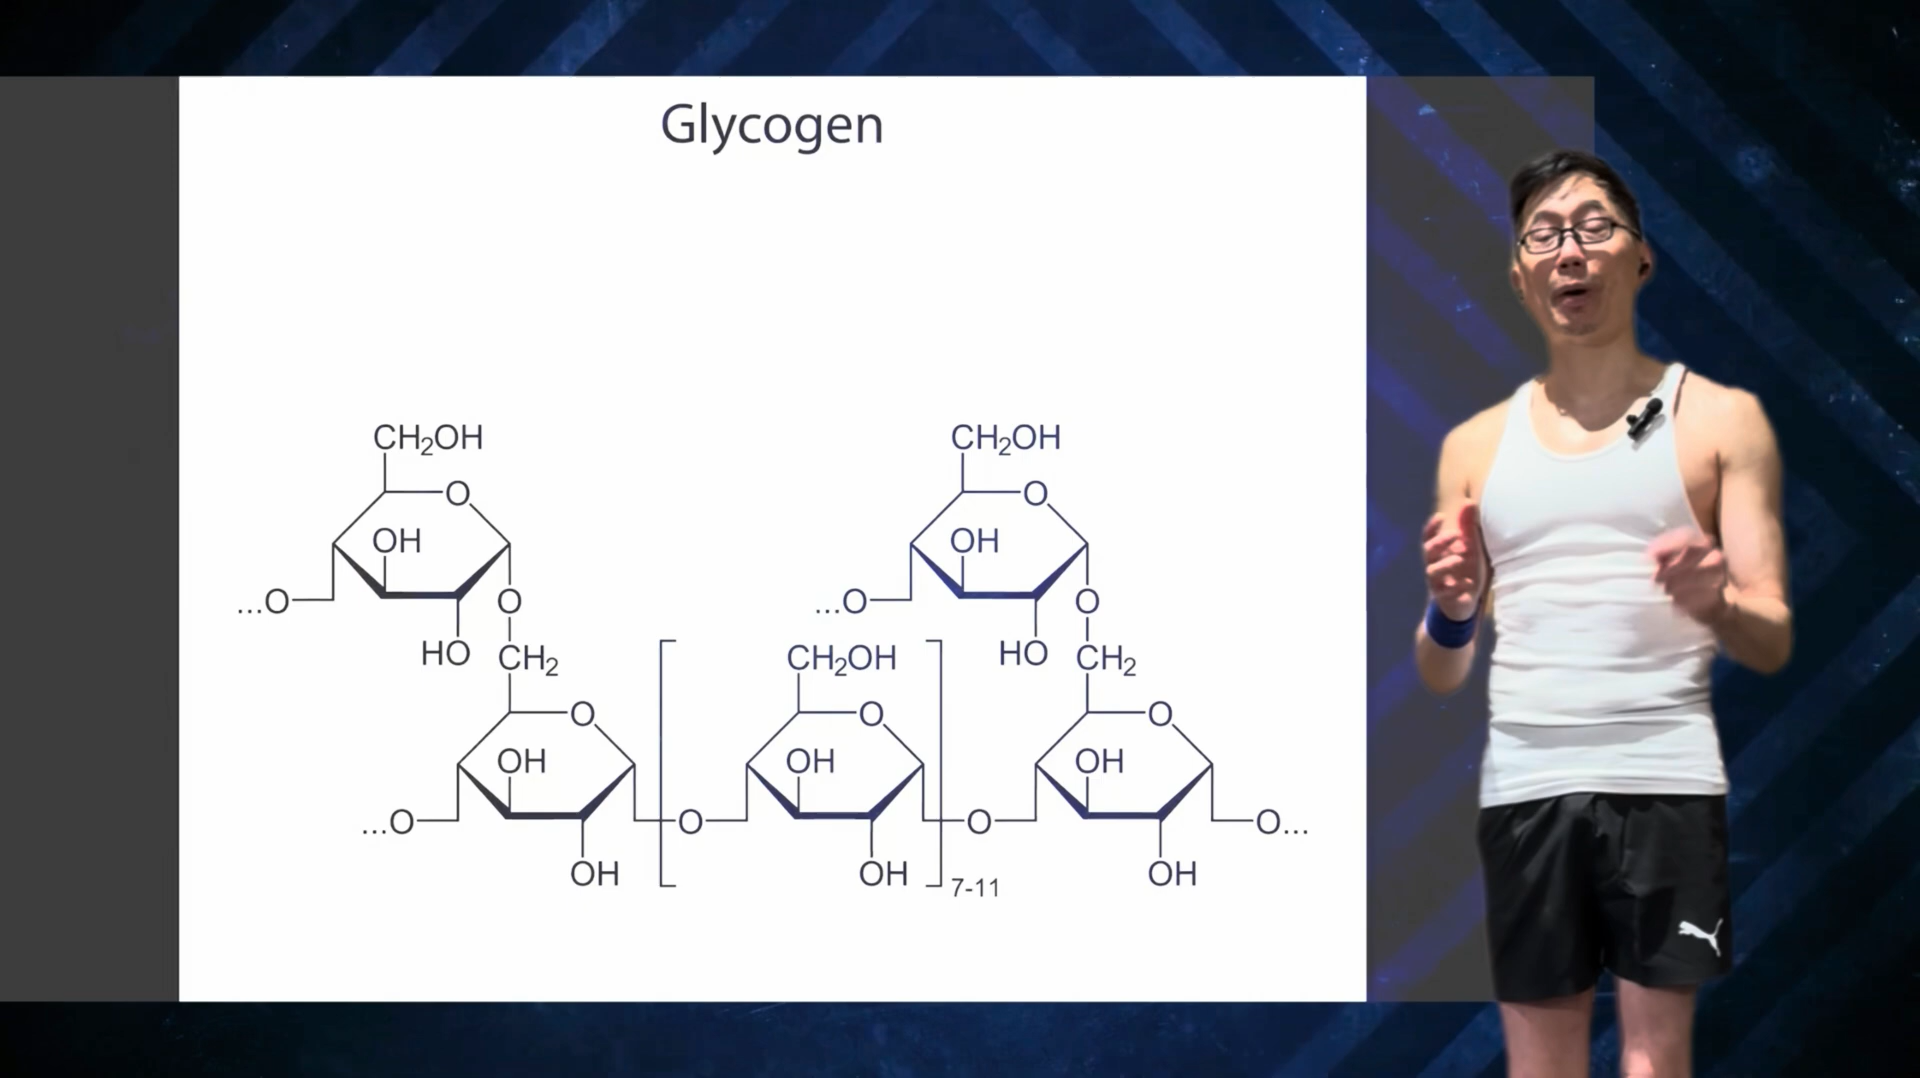 Glycogen
CH₂OH CH₂OH
O O
OH OH
...O O ...O O
HO CH₂ CH₂OH HO CH₂
O O O
OH OH OH
...O O O O...
OH OH OH
7-11